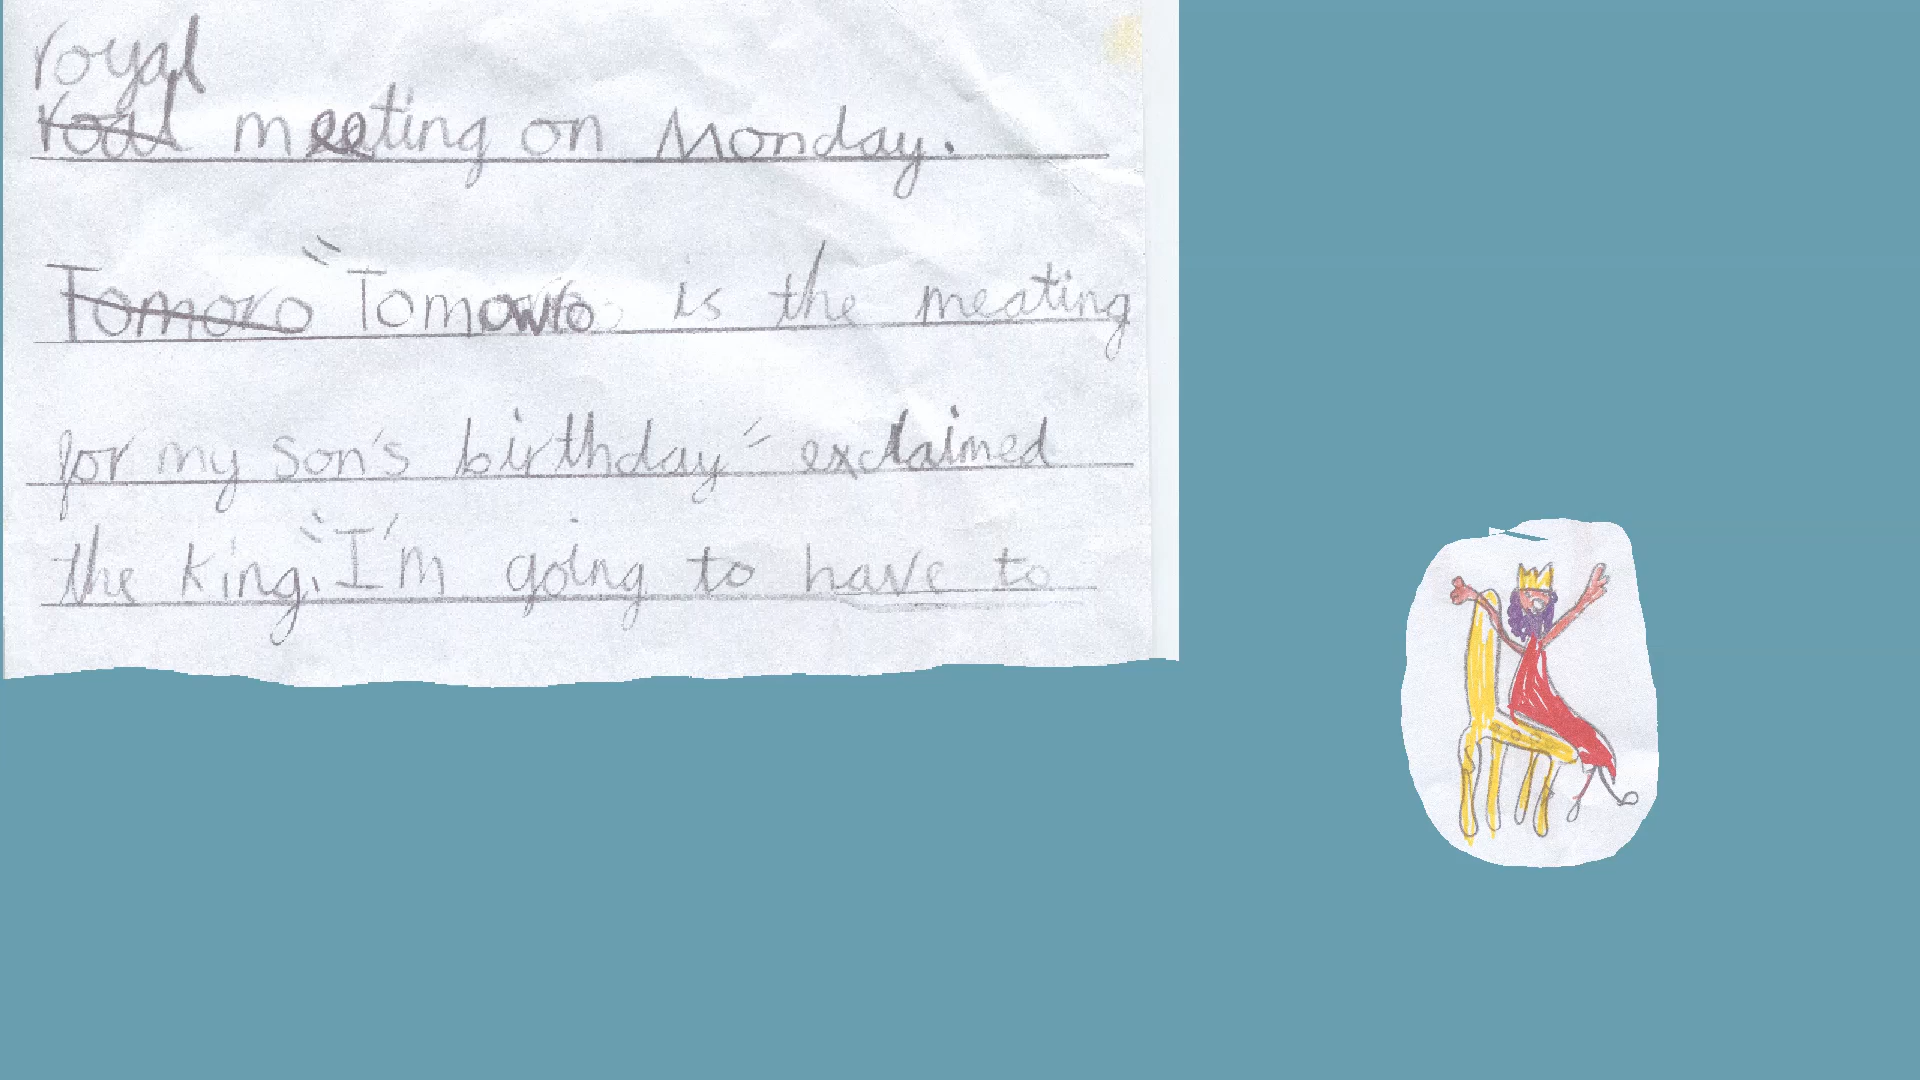 royal
roal meeting on Monday.
Tomoro "Tomowro is the meating
for my son's birthday" exclaimed
the king. "I'm going to have to